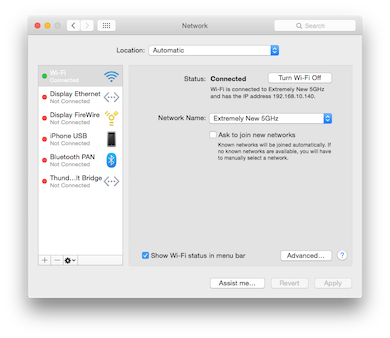 Network
Search
Location: Automatic
Wi-Fi
Connected
Display Ethernet
Not Connected
Display FireWire
Not Connected
iPhone USB
Not Connected
Bluetooth PAN
Not Connected
Thund...lt Bridge
Not Connected
Status: Connected
Turn Wi-Fi Off
Wi-Fi is connected to Extremely New 5GHz
and has the IP address 192.168.10.140.
Network Name: Extremely New 5GHz
Ask to join new networks
Known networks will be joined automatically. If
no known networks are available, you will have
to manually select a network.
Show Wi-Fi status in menu bar
Advanced...
?
Assist me...
Revert
Apply